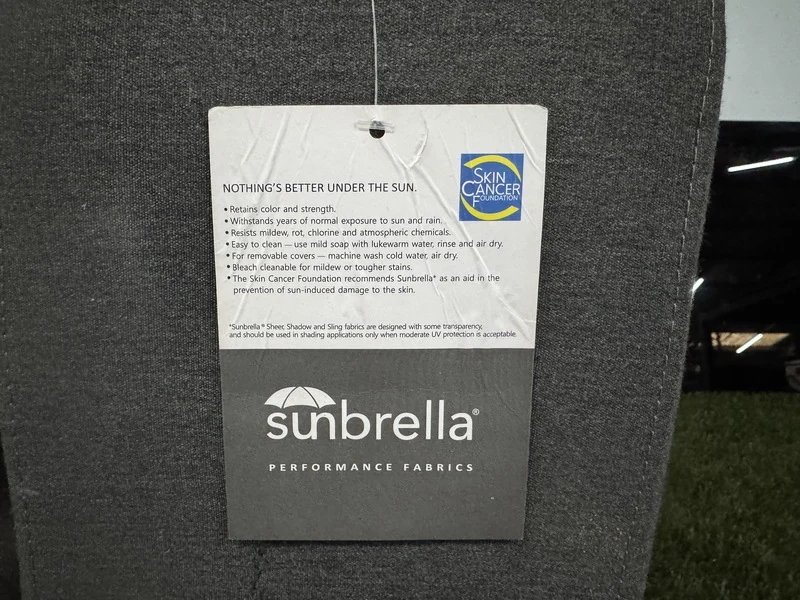 SKIN
CANCER
FOUNDATION
NOTHING'S BETTER UNDER THE SUN.
• Retains color and strength.
• Withstands years of normal exposure to sun and rain.
• Resists mildew, rot, chlorine and atmospheric chemicals.
• Easy to clean — use mild soap with lukewarm water, rinse and air dry.
• For removable covers — machine wash cold water, air dry.
• Bleach cleanable for mildew or tougher stains.
• The Skin Cancer Foundation recommends Sunbrella* as an aid in the
prevention of sun-induced damage to the skin.
*Sunbrella® Sheer, Shadow and Sling fabrics are designed with some transparency,
and should be used in shading applications only when moderate UV protection is acceptable.
sunbrella®
PERFORMANCE FABRICS